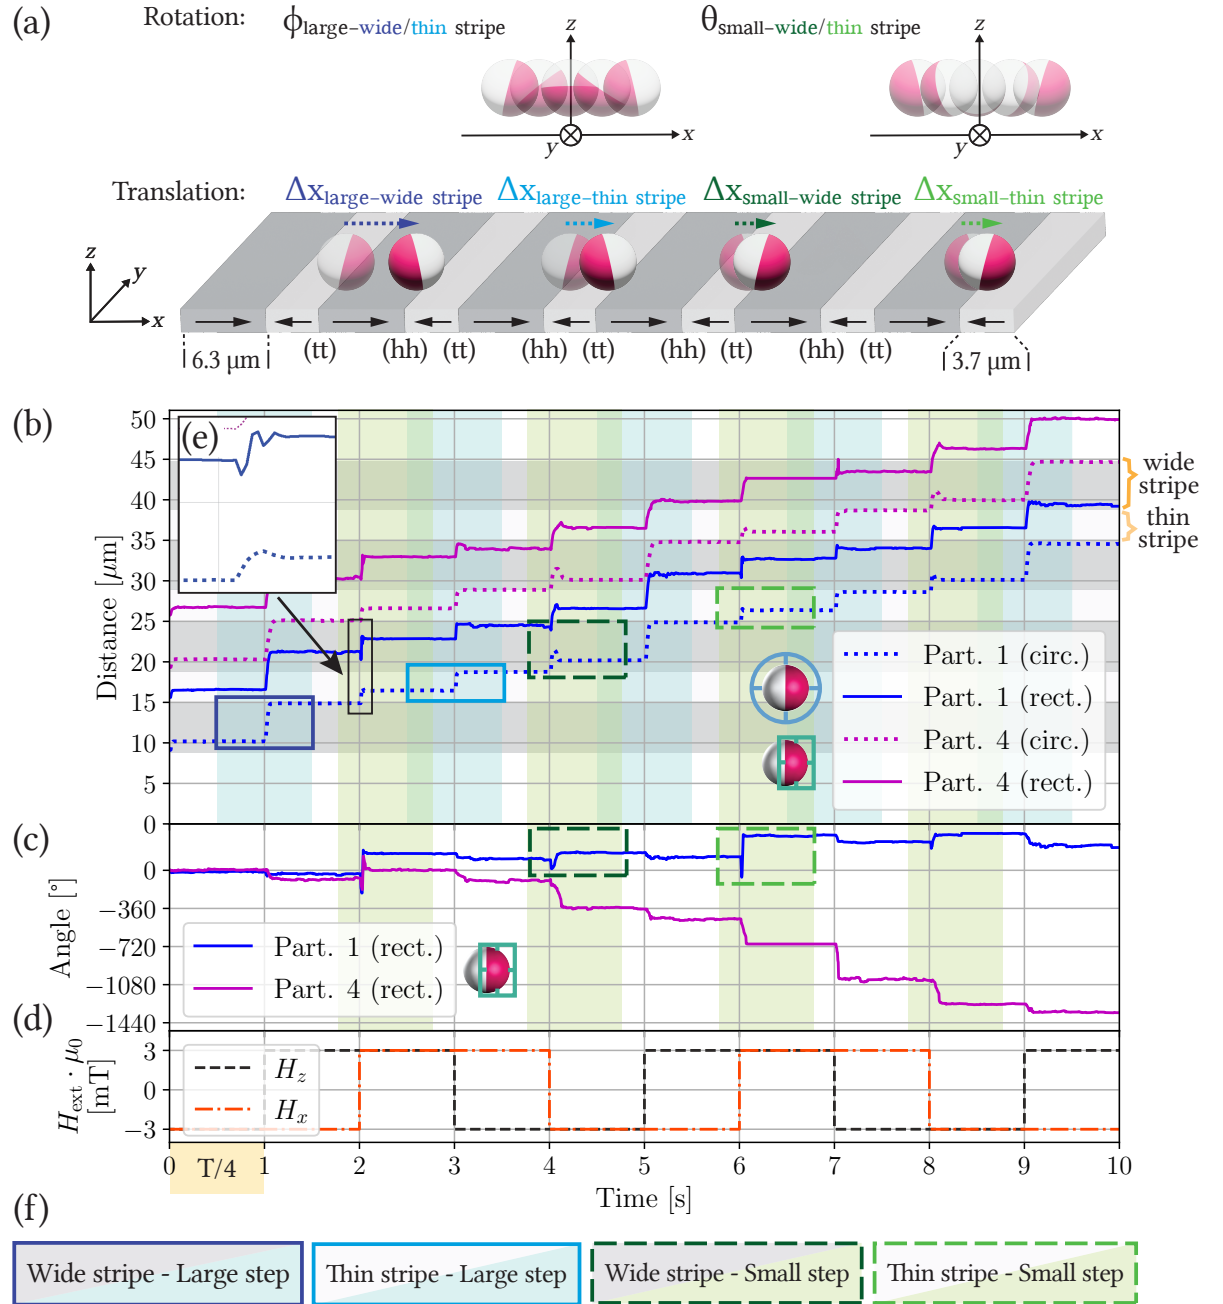 (a)
Rotation:
ϕlarge–wide/thin stripe
θsmall–wide/thin stripe
z
z
x
x
y
y
Translation:
Δxlarge–wide stripe
Δxlarge–thin stripe
Δxsmall–wide stripe
Δxsmall–thin stripe
z
y
x
(tt) (hh) (tt) (hh) (tt) (hh) (tt) (hh) (tt)
6.3 μm
3.7 μm
(b)
(e)
Distance [μm]
50
45
40
35
30
25
20
15
10
5
0
wide
stripe
thin
stripe
Part. 1 (circ.)
Part. 1 (rect.)
Part. 4 (circ.)
Part. 4 (rect.)
(c)
Angle [°]
0
−360
−720
−1080
−1440
Part. 1 (rect.)
Part. 4 (rect.)
(d)
Hext · μ0
[mT]
3
0
−3
Hz
Hx
0 T/4 1 2 3 4 5 6 7 8 9 10
Time [s]
(f)
Wide stripe - Large step
Thin stripe - Large step
Wide stripe - Small step
Thin stripe - Small step